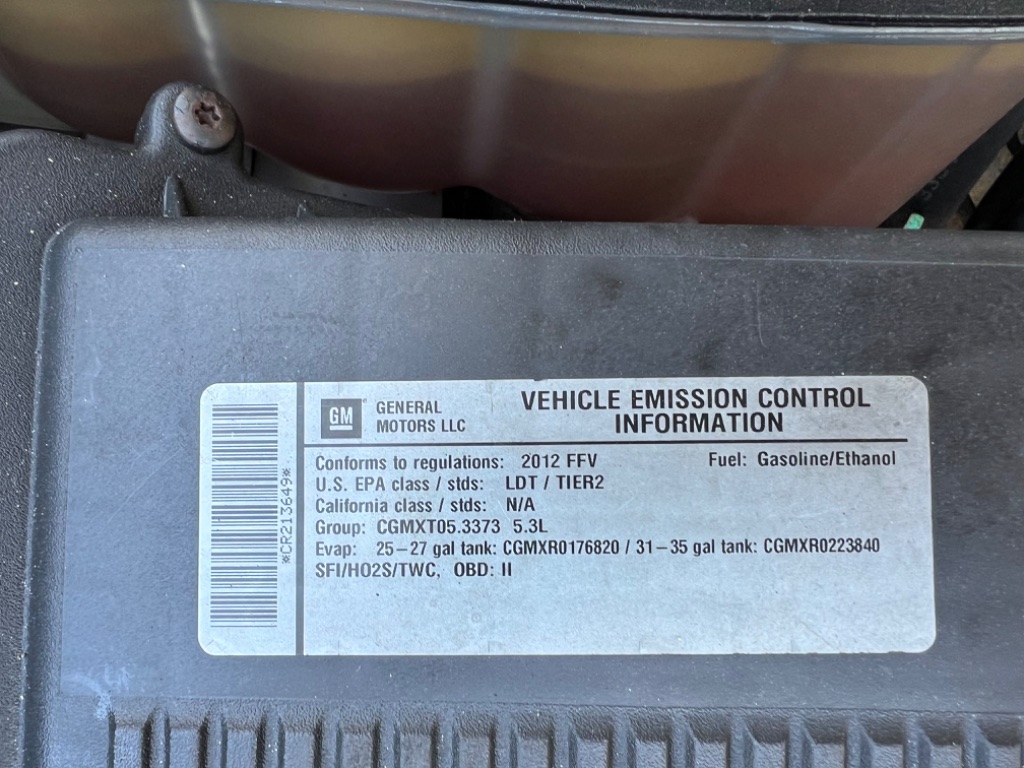 *CR213649*
GM
GENERAL
MOTORS LLC
VEHICLE EMISSION CONTROL
INFORMATION
Conforms to regulations: 2012 FFV Fuel: Gasoline/Ethanol
U.S. EPA class / stds: LDT / TIER2
California class / stds: N/A
Group: CGMXT05.3373 5.3L
Evap: 25–27 gal tank: CGMXR0176820 / 31–35 gal tank: CGMXR0223840
SFI/HO2S/TWC, OBD: II